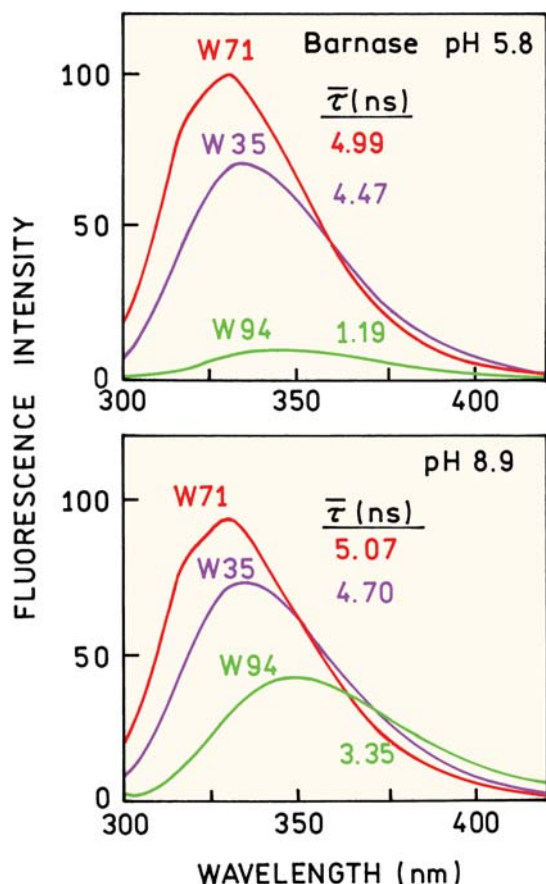 FLUORESCENCE INTENSITY
Barnase pH 5.8
W71
τ̅(ns)
4.99
W35
4.47
W94
1.19
100
50
0
300
350
400
pH 8.9
W71
τ̅(ns)
5.07
W35
4.70
W94
3.35
100
50
0
300
350
400
WAVELENGTH (nm)